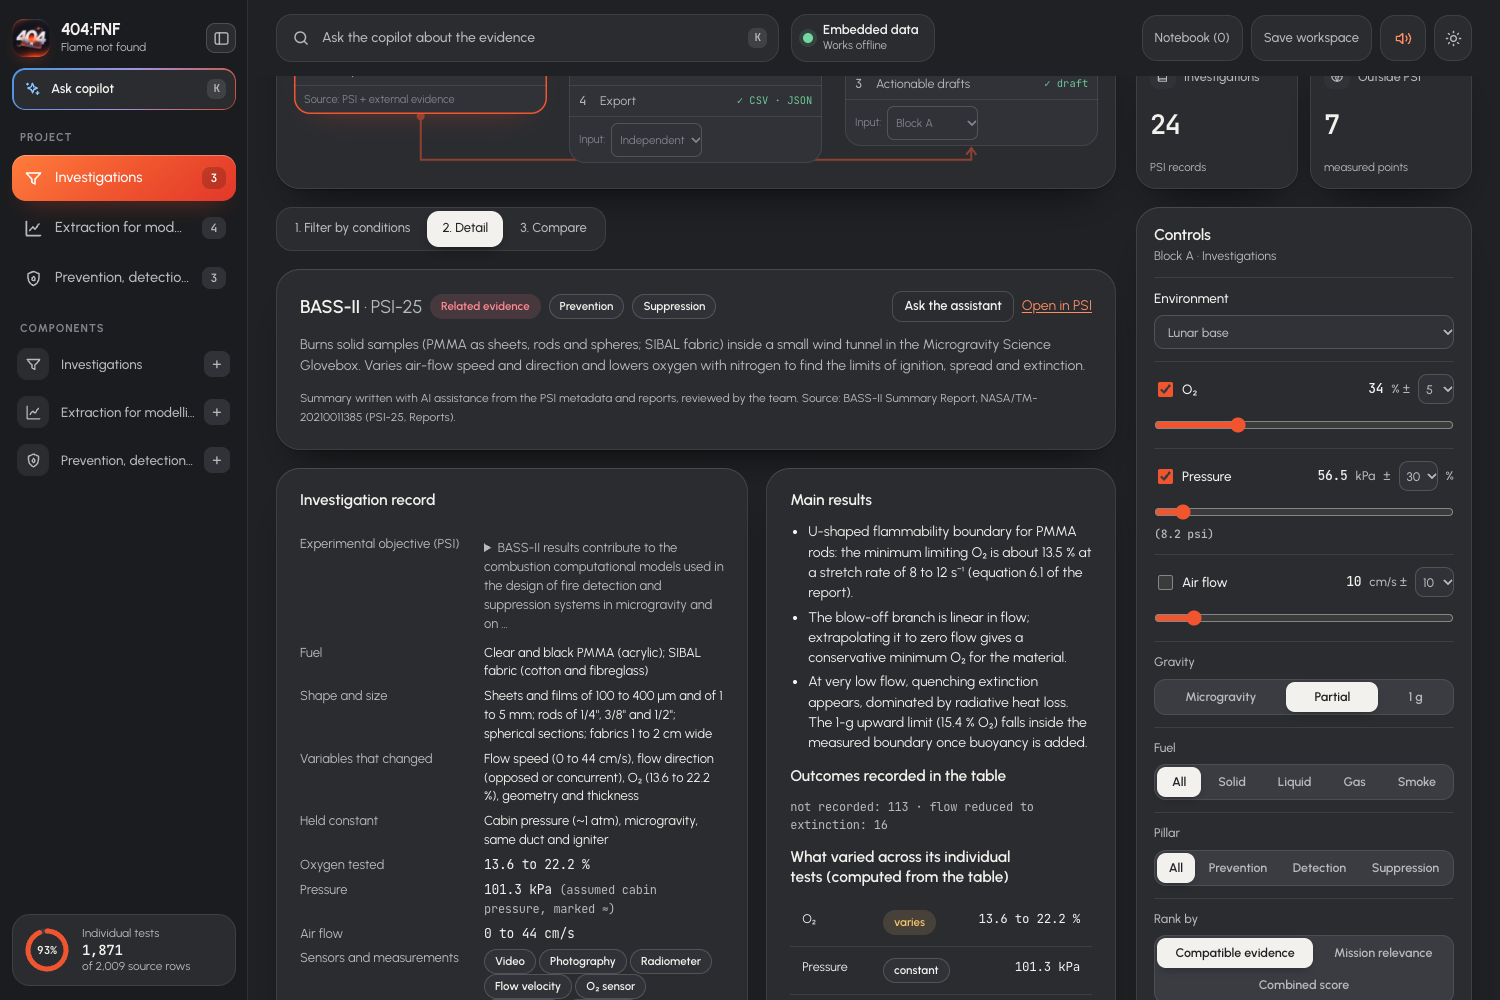 404:FNF
Flame not found
Ask copilot
K
PROJECT
Investigations
3
Extraction for mod...
4
Prevention, detectio...
3
COMPONENTS
Investigations
+
Extraction for modelli...
+
Prevention, detection...
+
93%
Individual tests
1,871
of 2,009 source rows
Ask the copilot about the evidence
K
Embedded data
Works offline
Notebook (0)
Save workspace
Source: PSI + external evidence
4 Export ✓ CSV · JSON
Input: Independent
3 Actionable drafts ✓ draft
Input: Block A
Investigations
24
PSI records
Outside PSI
7
measured points
1. Filter by conditions
2. Detail
3. Compare
BASS-II · PSI-25
Related evidence
Prevention
Suppression
Ask the assistant
Open in PSI
Burns solid samples (PMMA as sheets, rods and spheres; SIBAL fabric) inside a small wind tunnel in the Microgravity Science
Glovebox. Varies air-flow speed and direction and lowers oxygen with nitrogen to find the limits of ignition, spread and extinction.
Summary written with AI assistance from the PSI metadata and reports, reviewed by the team. Source: BASS-II Summary Report, NASA/TM-
20210011385 (PSI-25, Reports).
Investigation record
Experimental objective (PSI)
▶ BASS-II results contribute to the
combustion computational models used in
the design of fire detection and
suppression systems in microgravity and
on ...
Fuel
Clear and black PMMA (acrylic); SIBAL
fabric (cotton and fibreglass)
Shape and size
Sheets and films of 100 to 400 µm and of 1
to 5 mm; rods of 1/4", 3/8" and 1/2";
spherical sections; fabrics 1 to 2 cm wide
Variables that changed
Flow speed (0 to 44 cm/s), flow direction
(opposed or concurrent), O₂ (13.6 to 22.2
%), geometry and thickness
Held constant
Cabin pressure (~1 atm), microgravity,
same duct and igniter
Oxygen tested
13.6 to 22.2 %
Pressure
101.3 kPa (assumed cabin
pressure, marked ≈)
Air flow
0 to 44 cm/s
Sensors and measurements
Video
Photography
Radiometer
Flow velocity
O₂ sensor
Main results
• U-shaped flammability boundary for PMMA
rods: the minimum limiting O₂ is about 13.5 % at
a stretch rate of 8 to 12 s⁻¹ (equation 6.1 of the
report).
• The blow-off branch is linear in flow;
extrapolating it to zero flow gives a
conservative minimum O₂ for the material.
• At very low flow, quenching extinction
appears, dominated by radiative heat loss.
The 1-g upward limit (15.4 % O₂) falls inside the
measured boundary once buoyancy is added.
Outcomes recorded in the table
not recorded: 113 · flow reduced to
extinction: 16
What varied across its individual
tests (computed from the table)
O₂ varies 13.6 to 22.2 %
Pressure constant 101.3 kPa
Controls
Block A · Investigations
Environment
Lunar base
O₂ 34 % ± 5
Pressure 56.5 kPa ± 30 %
(8.2 psi)
Air flow 10 cm/s ± 10
Gravity
Microgravity
Partial
1 g
Fuel
All
Solid
Liquid
Gas
Smoke
Pillar
All
Prevention
Detection
Suppression
Rank by
Compatible evidence
Mission relevance
Combined score